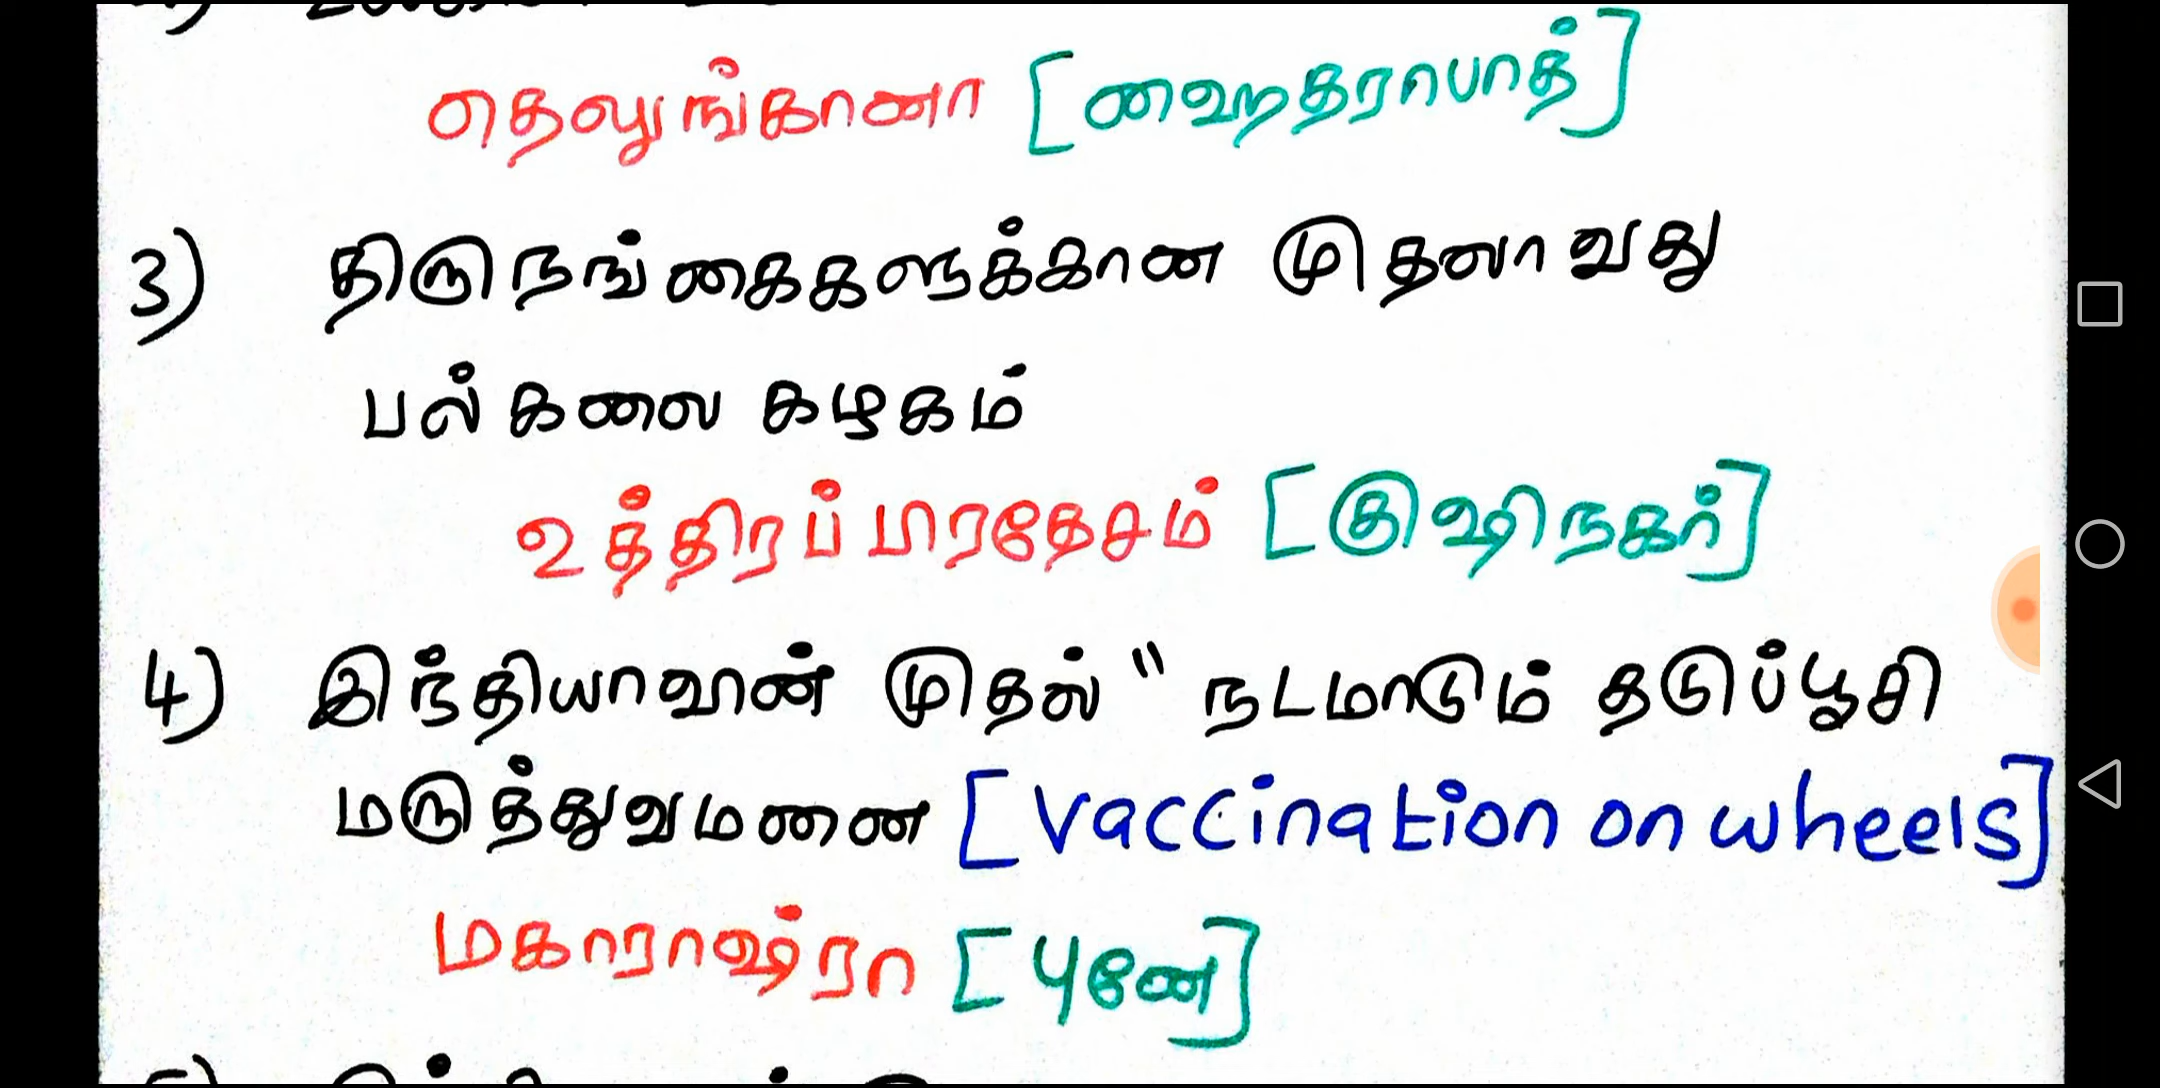 தெலுங்கானா [ஹைதராபாத்]
3) திருநங்கைகளுக்கான முதலாவது
பல்கலை கழகம்
உத்திரப் பிரதேசம் [குஷிநகர்]
4) இந்தியாவின் முதல் " நடமாடும் தடுப்பூசி
மருத்துவமனை [Vaccination on wheels]
மகாராஷ்ரா [புனே]